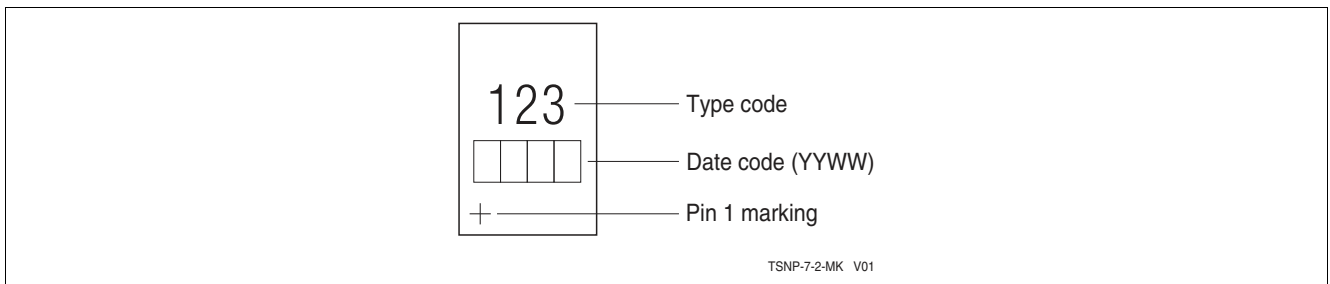 123
Type code
Date code (YYWW)
+
Pin 1 marking
TSNP-7-2-MK V01